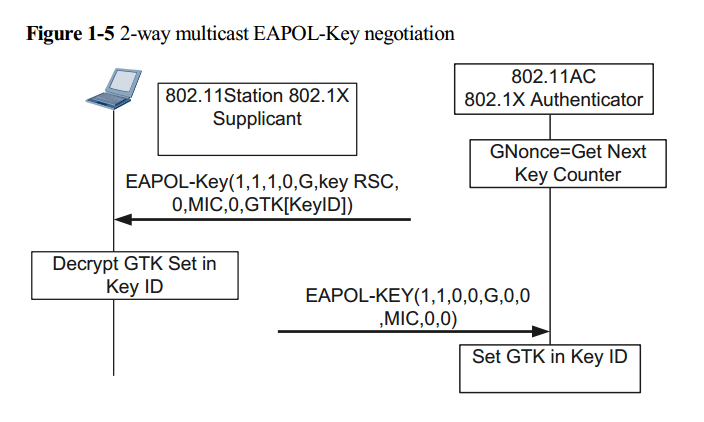 Figure 1-5 2-way multicast EAPOL-Key negotiation
802.11Station 802.1X
Supplicant
802.11AC
802.1X Authenticator
GNonce=Get Next
Key Counter
EAPOL-Key(1,1,1,0,G,key RSC,
0,MIC,0,GTK[KeyID])
Decrypt GTK Set in
Key ID
EAPOL-KEY(1,1,0,0,G,0,0
,MIC,0,0)
Set GTK in Key ID